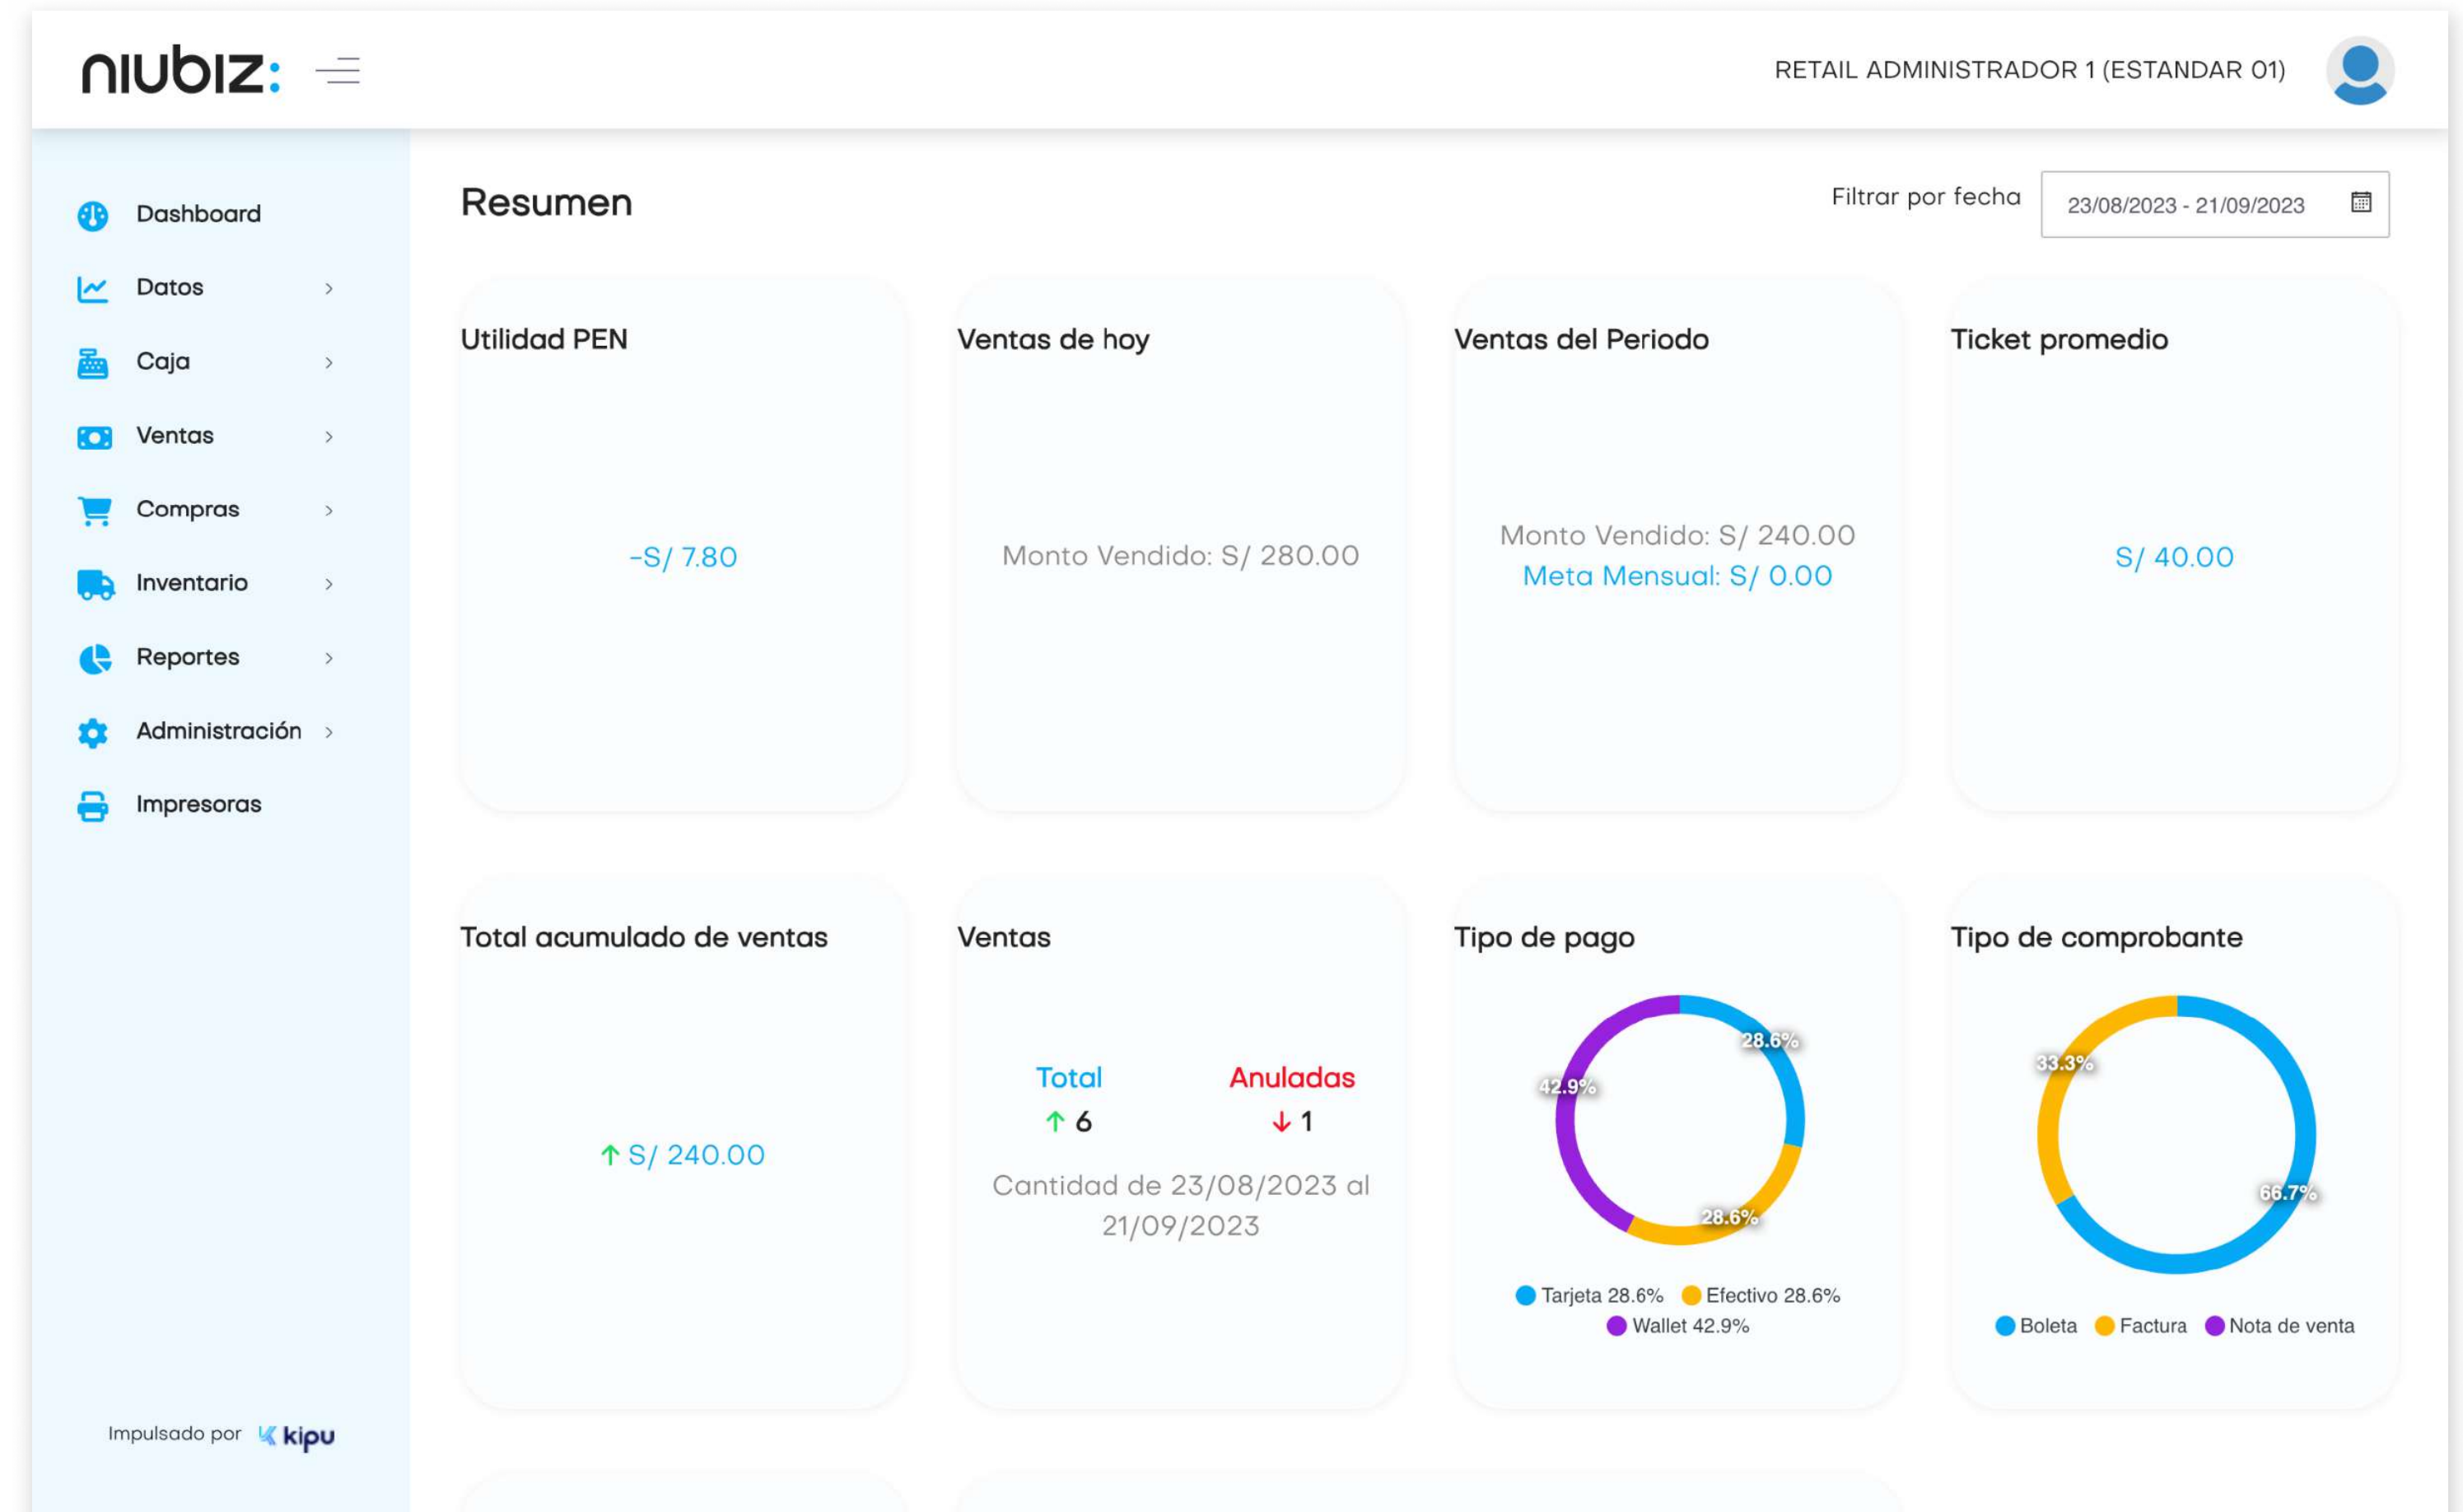 niubiz:
RETAIL ADMINISTRADOR 1 (ESTANDAR 01)
Dashboard
Datos
Caja
Ventas
Compras
Inventario
Reportes
Administración
Impresoras
Impulsado por kipu
Resumen
Filtrar por fecha
23/08/2023 - 21/09/2023
Utilidad PEN
-S/ 7.80
Ventas de hoy
Monto Vendido: S/ 280.00
Ventas del Periodo
Monto Vendido: S/ 240.00
Meta Mensual: S/ 0.00
Ticket promedio
S/ 40.00
Total acumulado de ventas
↑ S/ 240.00
Ventas
Total Anuladas
↑ 6 ↓ 1
Cantidad de 23/08/2023 al
21/09/2023
Tipo de pago
28.6%
42.9%
28.6%
Tarjeta 28.6% Efectivo 28.6%
Wallet 42.9%
Tipo de comprobante
33.3%
66.7%
Boleta Factura Nota de venta